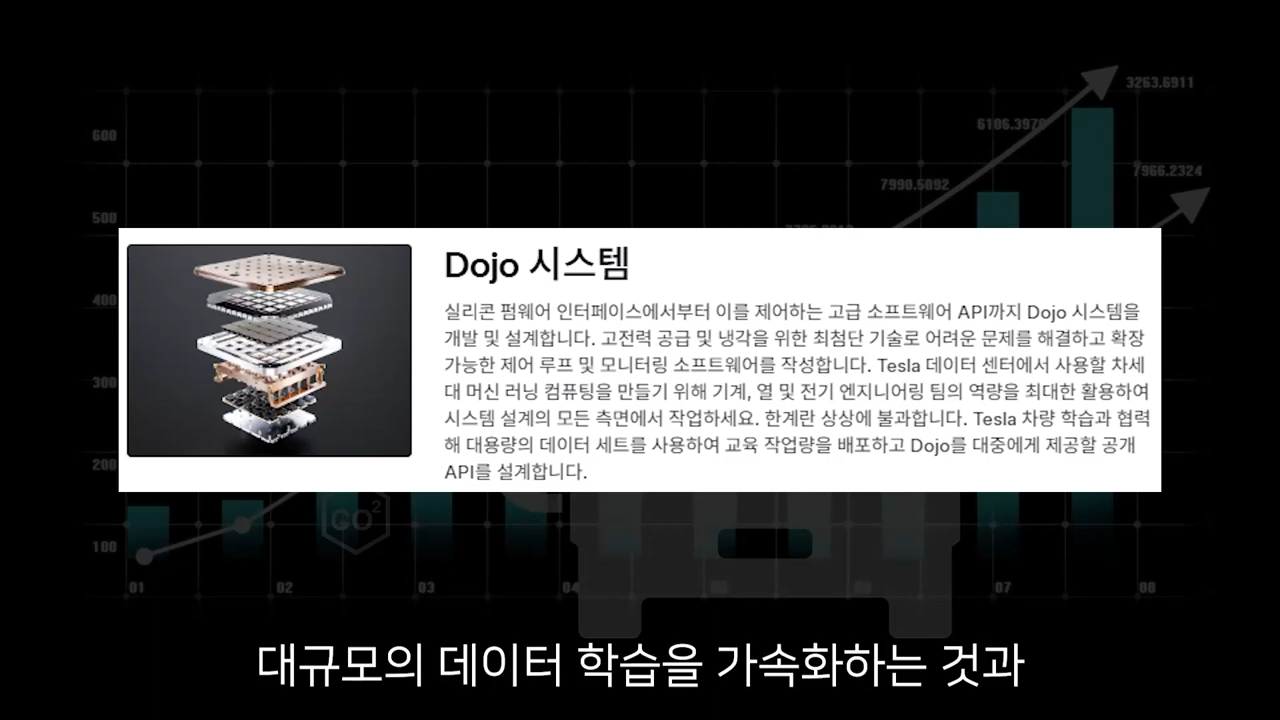 3263.6911
600
6106.3978
7966.2324
7990.5092
500
400
300
200
100
Dojo 시스템
실리콘 펌웨어 인터페이스에서부터 이를 제어하는 고급 소프트웨어 API까지 Dojo 시스템을
개발 및 설계합니다. 고전력 공급 및 냉각을 위한 최첨단 기술로 어려운 문제를 해결하고 확장
가능한 제어 루프 및 모니터링 소프트웨어를 작성합니다. Tesla 데이터 센터에서 사용할 차세
대 머신 러닝 컴퓨팅을 만들기 위해 기계, 열 및 전기 엔지니어링 팀의 역량을 최대한 활용하여
시스템 설계의 모든 측면에서 작업하세요. 한계란 상상에 불과합니다. Tesla 차량 학습과 협력
해 대용량의 데이터 세트를 사용하여 교육 작업량을 배포하고 Dojo를 대중에게 제공할 공개
API를 설계합니다.
CO2
01 02 03 04 07 08
대규모의 데이터 학습을 가속화하는 것과